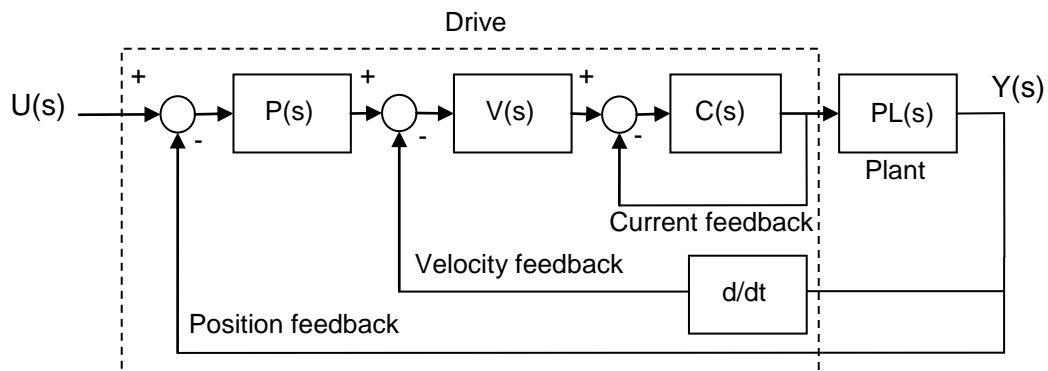 Drive
+
+
+
U(s)
P(s)
V(s)
C(s)
PL(s)
Y(s)
-
-
-
Plant
Current feedback
Velocity feedback
d/dt
Position feedback